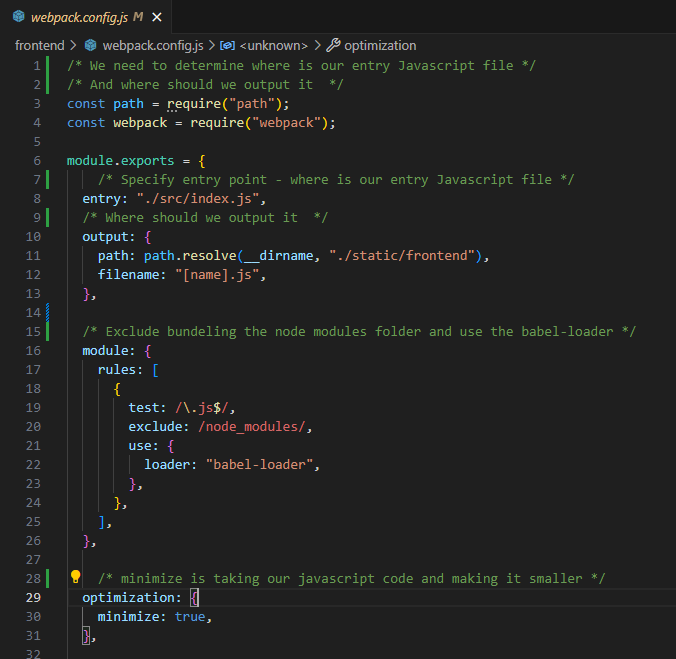 webpack.config.js M
frontend > webpack.config.js > <unknown> > optimization
1 /* We need to determine where is our entry Javascript file */
2 /* And where should we output it  */
3 const path = require("path");
4 const webpack = require("webpack");
5
6 module.exports = {
7     /* Specify entry point - where is our entry Javascript file */
8   entry: "./src/index.js",
9   /* Where should we output it  */
10   output: {
11     path: path.resolve(__dirname, "./static/frontend"),
12     filename: "[name].js",
13   },
14
15   /* Exclude bundeling the node modules folder and use the babel-loader */
16   module: {
17     rules: [
18       {
19         test: /\.js$/,
20         exclude: /node_modules/,
21         use: {
22           loader: "babel-loader",
23         },
24       },
25     ],
26   },
27
28     /* minimize is taking our javascript code and making it smaller */
29   optimization: {
30     minimize: true,
31   },
32